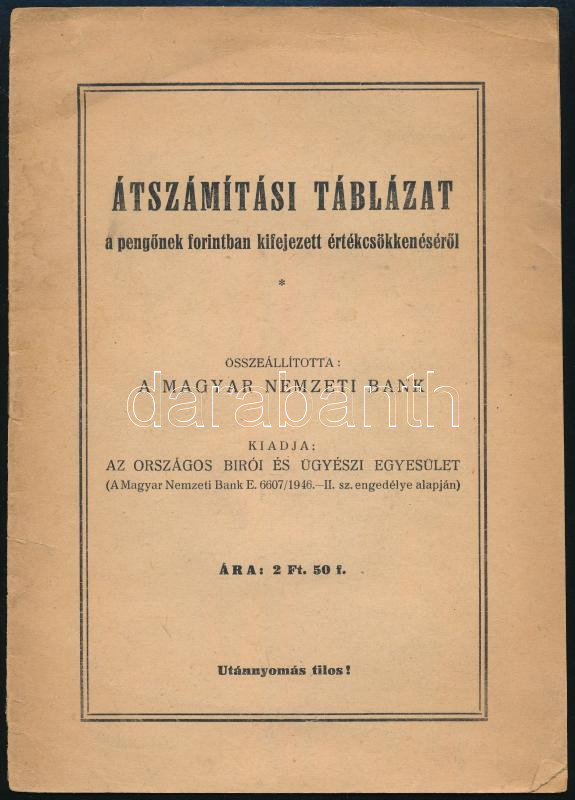 ÁTSZÁMÍTÁSI TÁBLÁZAT
a pengőnek forintban kifejezett értékcsökkenéséről
*
ÖSSZEÁLLÍTOTTA:
A MAGYAR NEMZETI BANK
darabanth
KIADJA:
AZ ORSZÁGOS BIRÓI ÉS ÜGYÉSZI EGYESÜLET
(A Magyar Nemzeti Bank E. 6607/1946.—II. sz. engedélye alapján)
ÁRA: 2 Ft. 50 f.
Utánnyomás tilos!